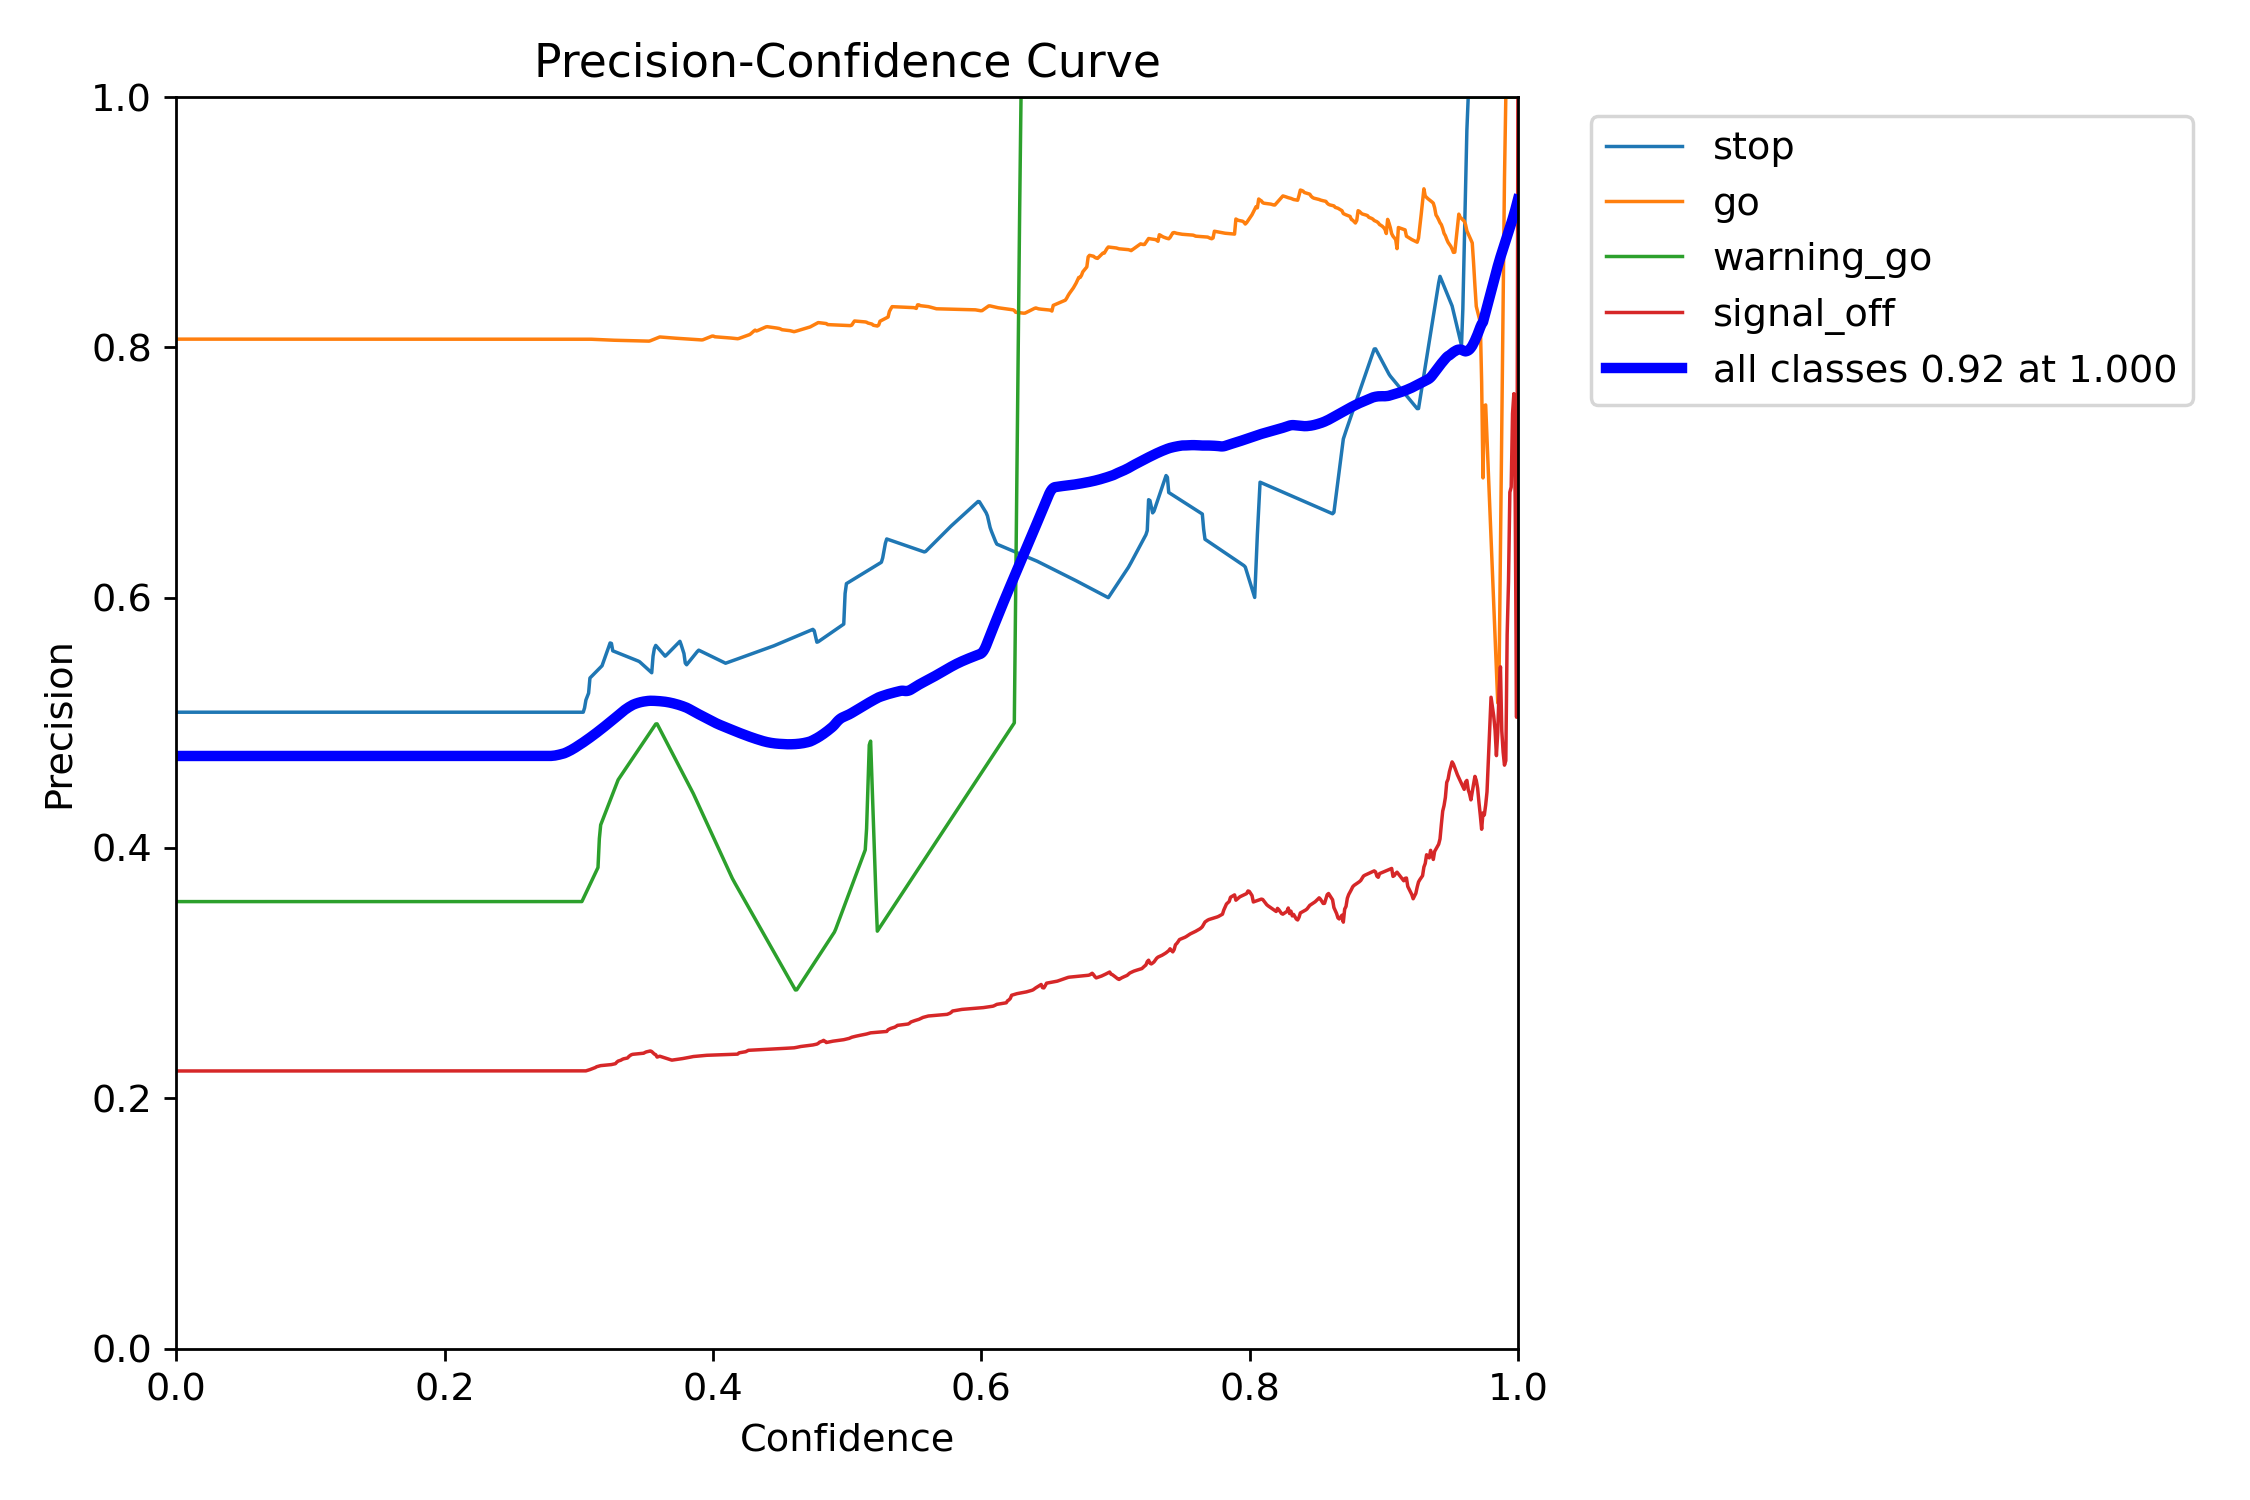 Precision-Confidence Curve
1.0
0.8
0.6
0.4
0.2
0.0
Precision
0.0 0.2 0.4 0.6 0.8 1.0
Confidence
stop
go
warning_go
signal_off
all classes 0.92 at 1.000